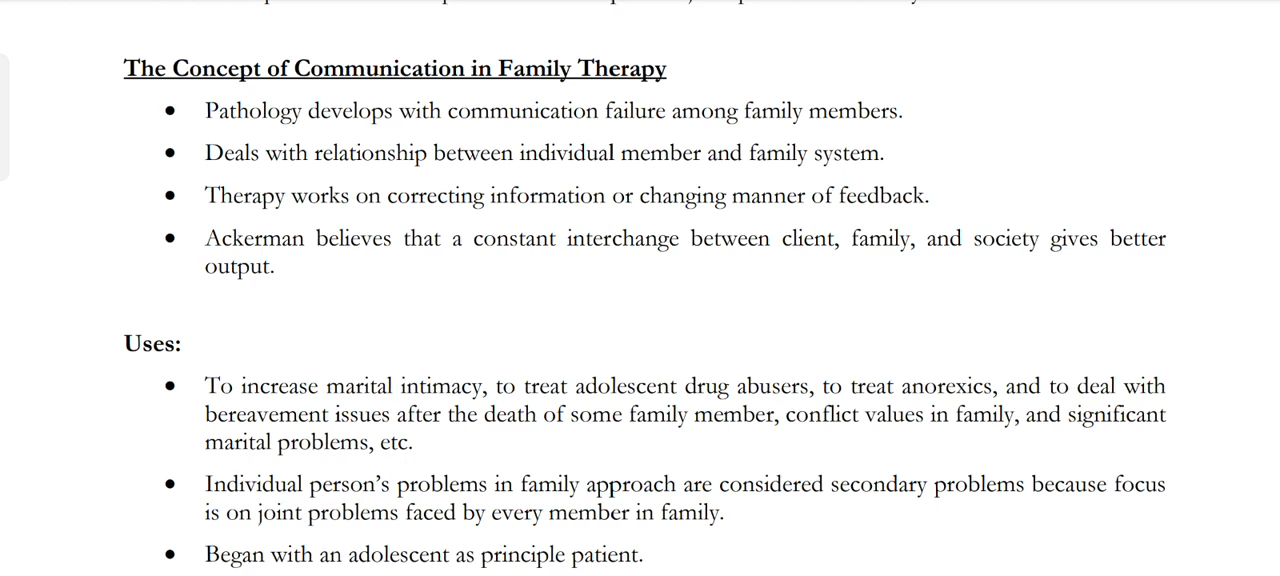 The Concept of Communication in Family Therapy
• Pathology develops with communication failure among family members.
• Deals with relationship between individual member and family system.
• Therapy works on correcting information or changing manner of feedback.
• Ackerman believes that a constant interchange between client, family, and society gives better
output.
Uses:
• To increase marital intimacy, to treat adolescent drug abusers, to treat anorexics, and to deal with
bereavement issues after the death of some family member, conflict values in family, and significant
marital problems, etc.
• Individual person’s problems in family approach are considered secondary problems because focus
is on joint problems faced by every member in family.
• Began with an adolescent as principle patient.